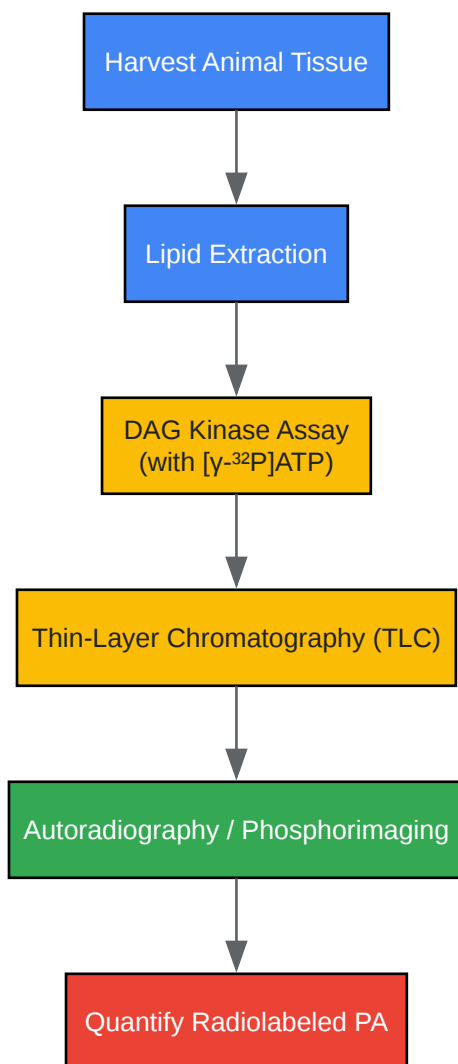 Harvest Animal Tissue
Lipid Extraction
DAG Kinase Assay
(with [γ-³²P]ATP)
Thin-Layer Chromatography (TLC)
Autoradiography / Phosphorimaging
Quantify Radiolabeled PA